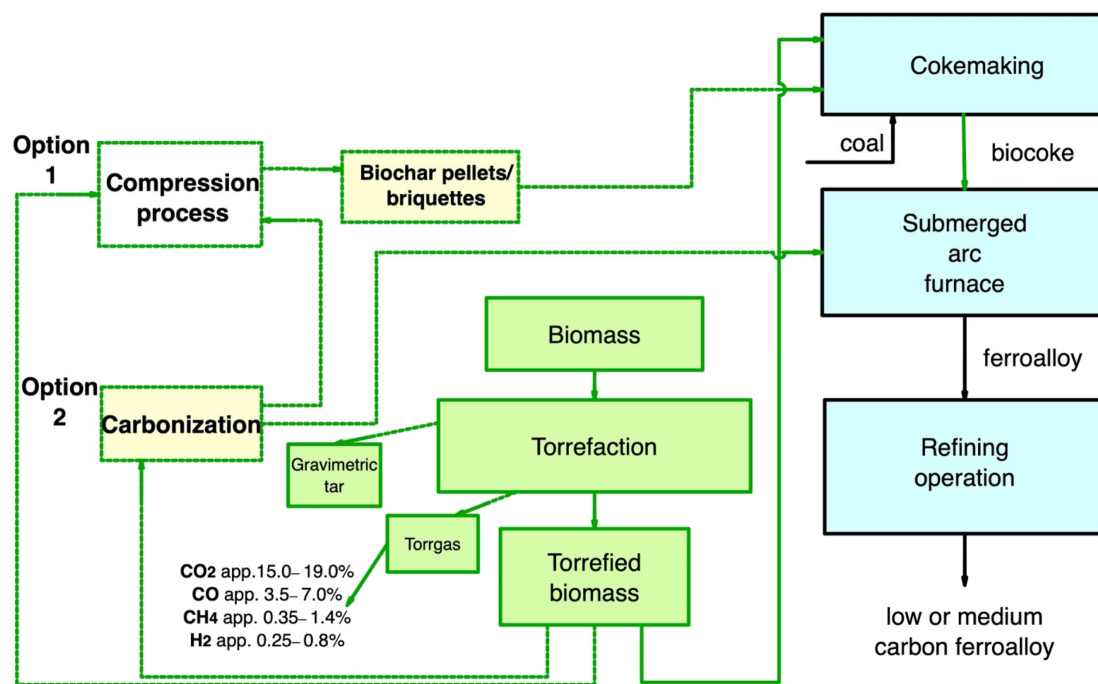 Cokemaking
coal
biocoke
Option
1
Compression
process
Biochar pellets/
briquettes
Submerged
arc
furnace
Biomass
ferroalloy
Option
2
Carbonization
Torrefaction
Gravimetric
tar
Refining
operation
Torrgas
Torrefied
biomass
CO2 app.15.0– 19.0%
CO app. 3.5– 7.0%
CH4 app. 0.35– 1.4%
H2 app. 0.25– 0.8%
low or medium
carbon ferroalloy